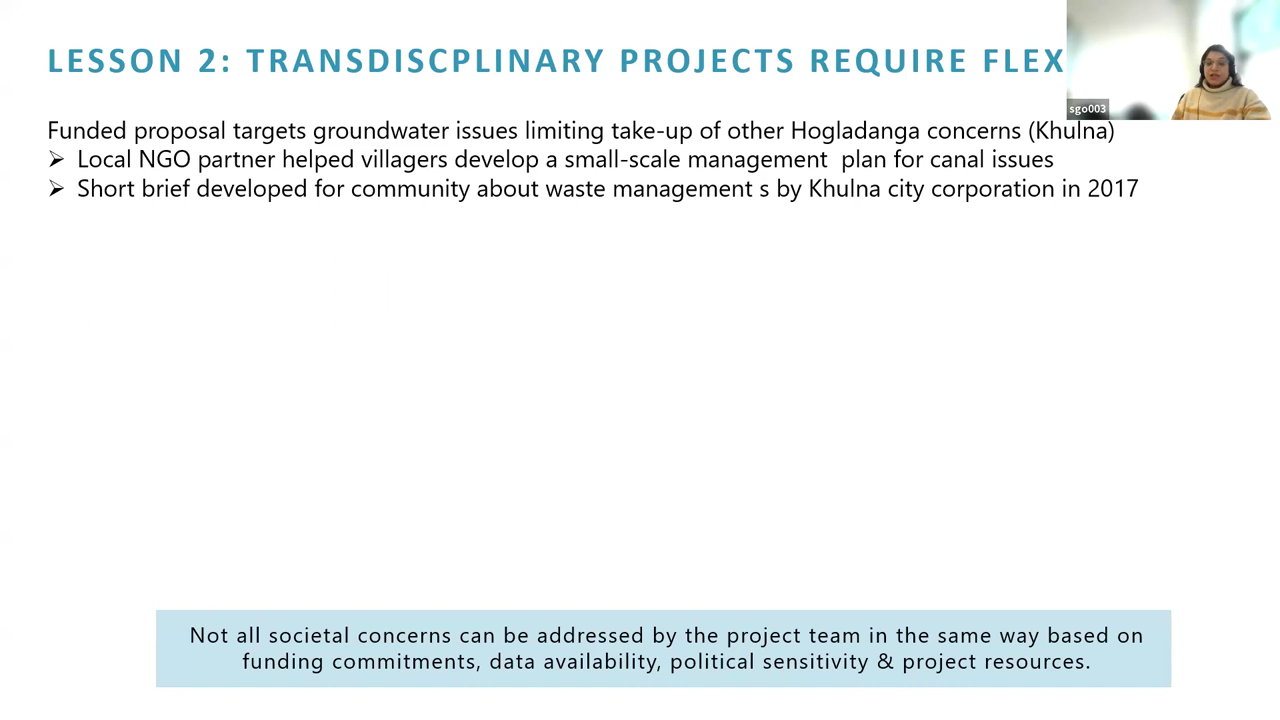 LESSON 2: TRANSDISCPLINARY PROJECTS REQUIRE FLEX
sgo003
Funded proposal targets groundwater issues limiting take-up of other Hogladanga concerns (Khulna)
➢ Local NGO partner helped villagers develop a small-scale management plan for canal issues
➢ Short brief developed for community about waste management s by Khulna city corporation in 2017
Not all societal concerns can be addressed by the project team in the same way based on
funding commitments, data availability, political sensitivity & project resources.